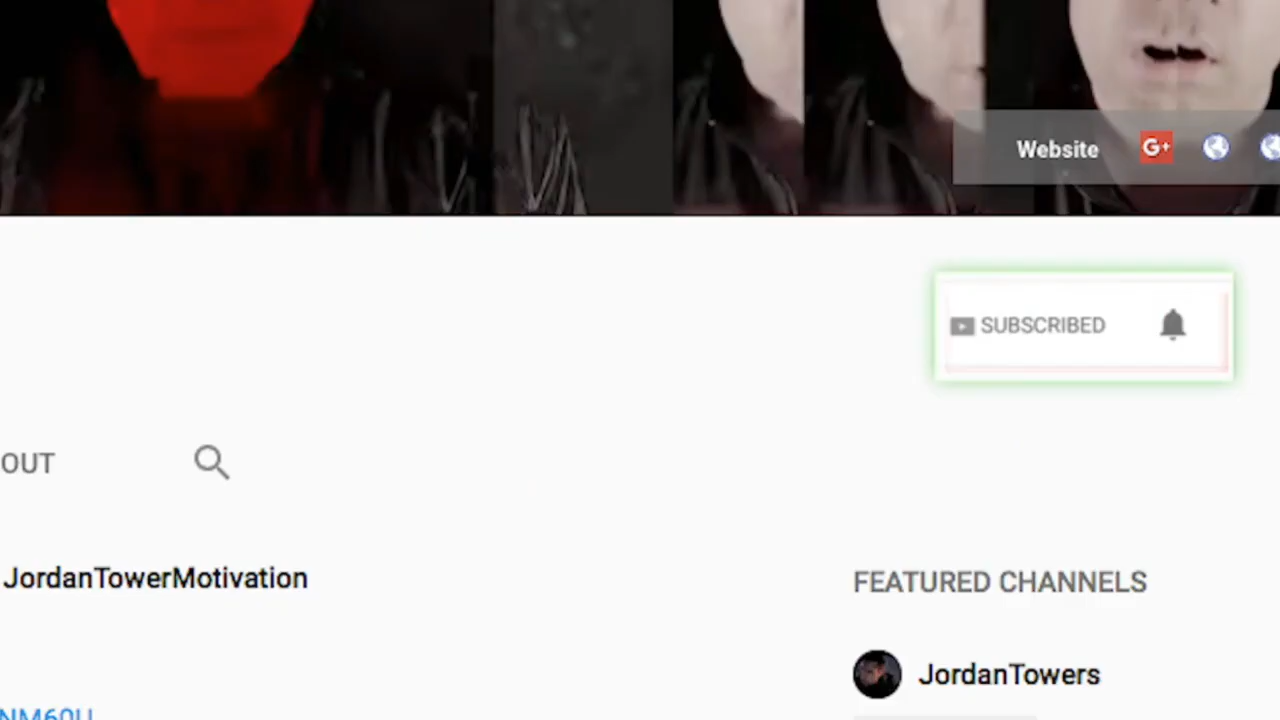 Website G+
SUBSCRIBED
OUT
JordanTowerMotivation
FEATURED CHANNELS
JordanTowers